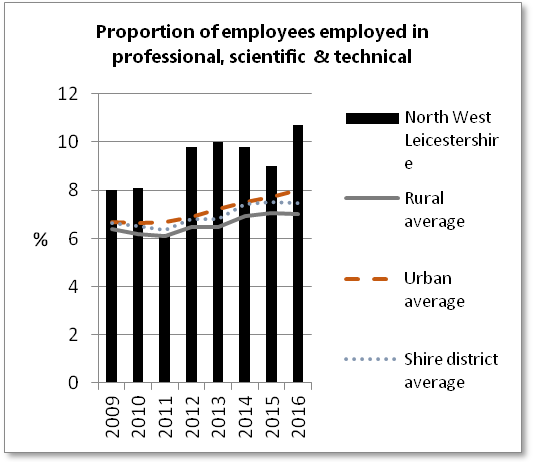 Proportion of employees employed in
professional, scientific & technical
12
10
8
6
4
2
0
%
2009
2010
2011
2012
2013
2014
2015
2016
North West
Leicestershir
e
Rural
average
Urban
average
Shire district
average